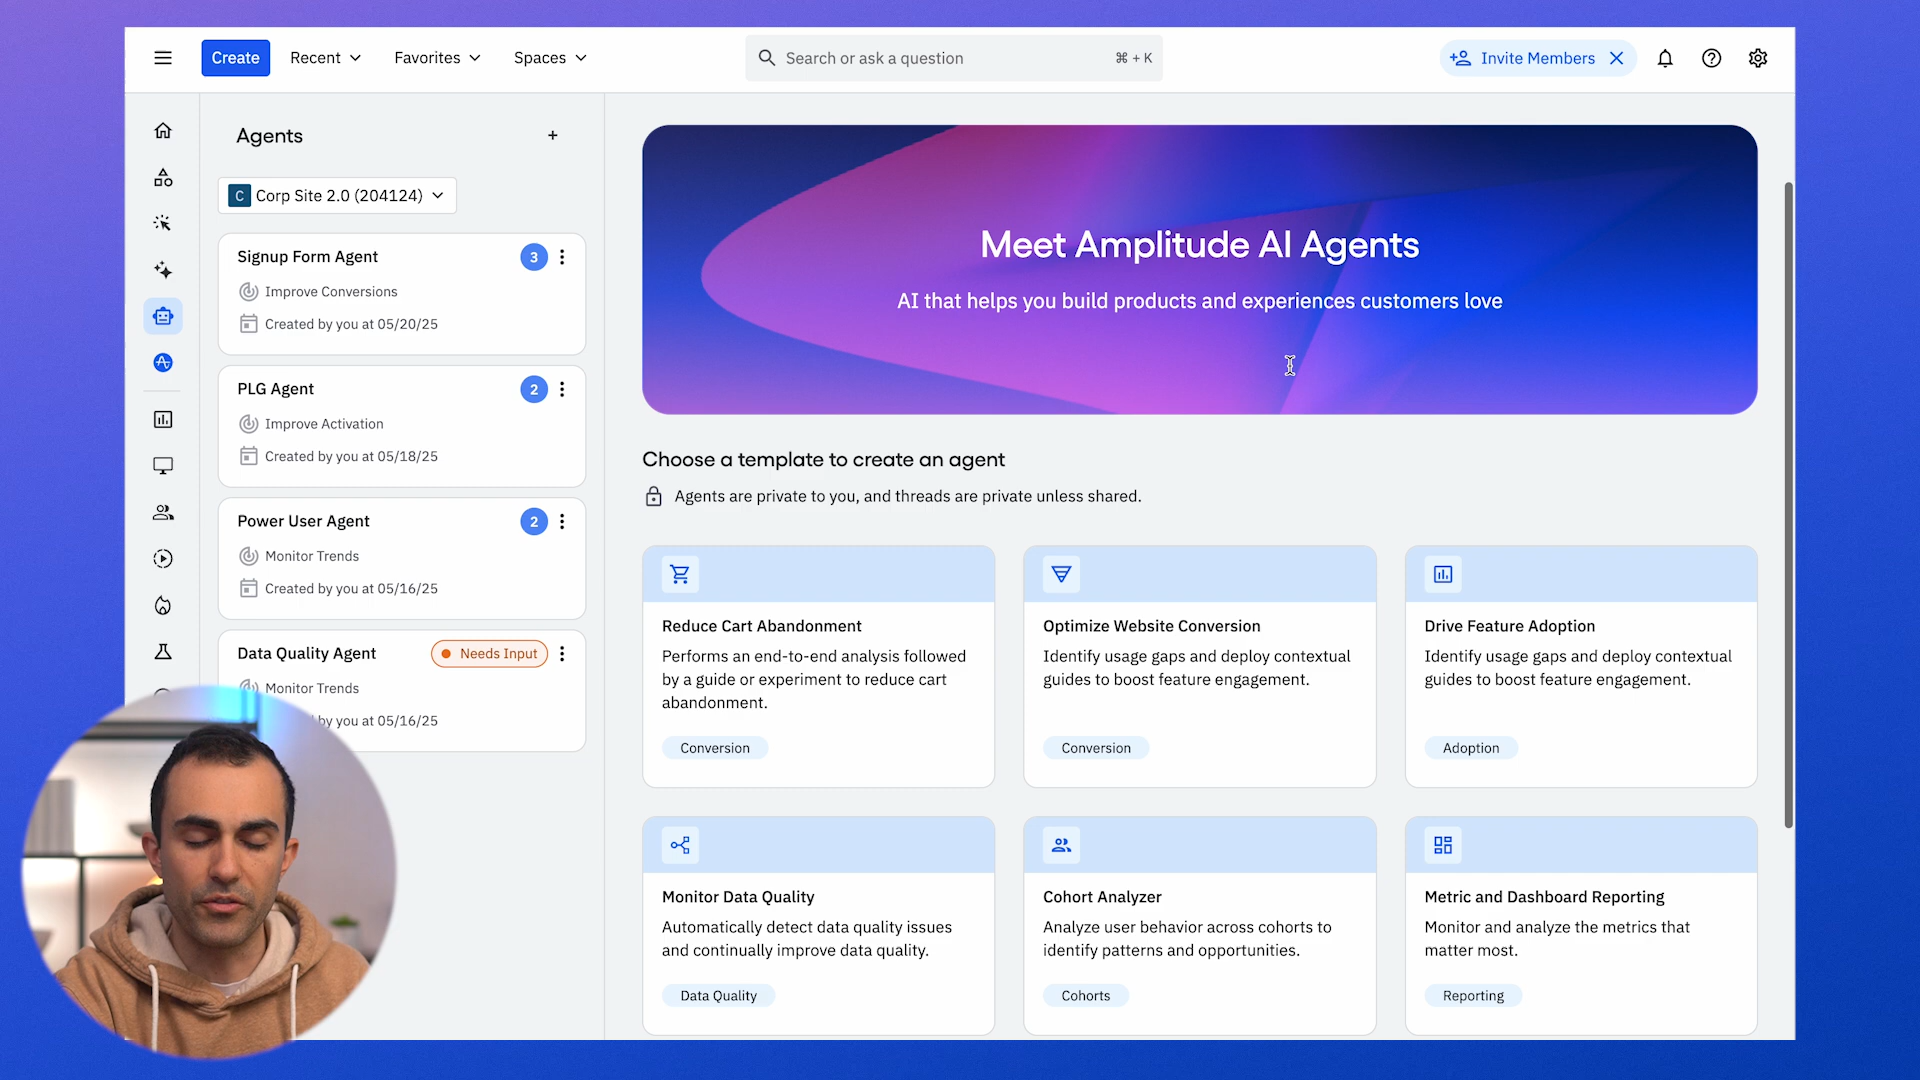 Create
Recent
Favorites
Spaces
Search or ask a question
⌘ + K
Invite Members
Agents
+
C Corp Site 2.0 (204124)
Signup Form Agent
3
Improve Conversions
Created by you at 05/20/25
PLG Agent
2
Improve Activation
Created by you at 05/18/25
Power User Agent
2
Monitor Trends
Created by you at 05/16/25
Data Quality Agent
Needs Input
Monitor Trends
by you at 05/16/25
Meet Amplitude AI Agents
AI that helps you build products and experiences customers love
Choose a template to create an agent
Agents are private to you, and threads are private unless shared.
Reduce Cart Abandonment
Performs an end-to-end analysis followed
by a guide or experiment to reduce cart
abandonment.
Conversion
Optimize Website Conversion
Identify usage gaps and deploy contextual
guides to boost feature engagement.
Conversion
Drive Feature Adoption
Identify usage gaps and deploy contextual
guides to boost feature engagement.
Adoption
Monitor Data Quality
Automatically detect data quality issues
and continually improve data quality.
Data Quality
Cohort Analyzer
Analyze user behavior across cohorts to
identify patterns and opportunities.
Cohorts
Metric and Dashboard Reporting
Monitor and analyze the metrics that
matter most.
Reporting